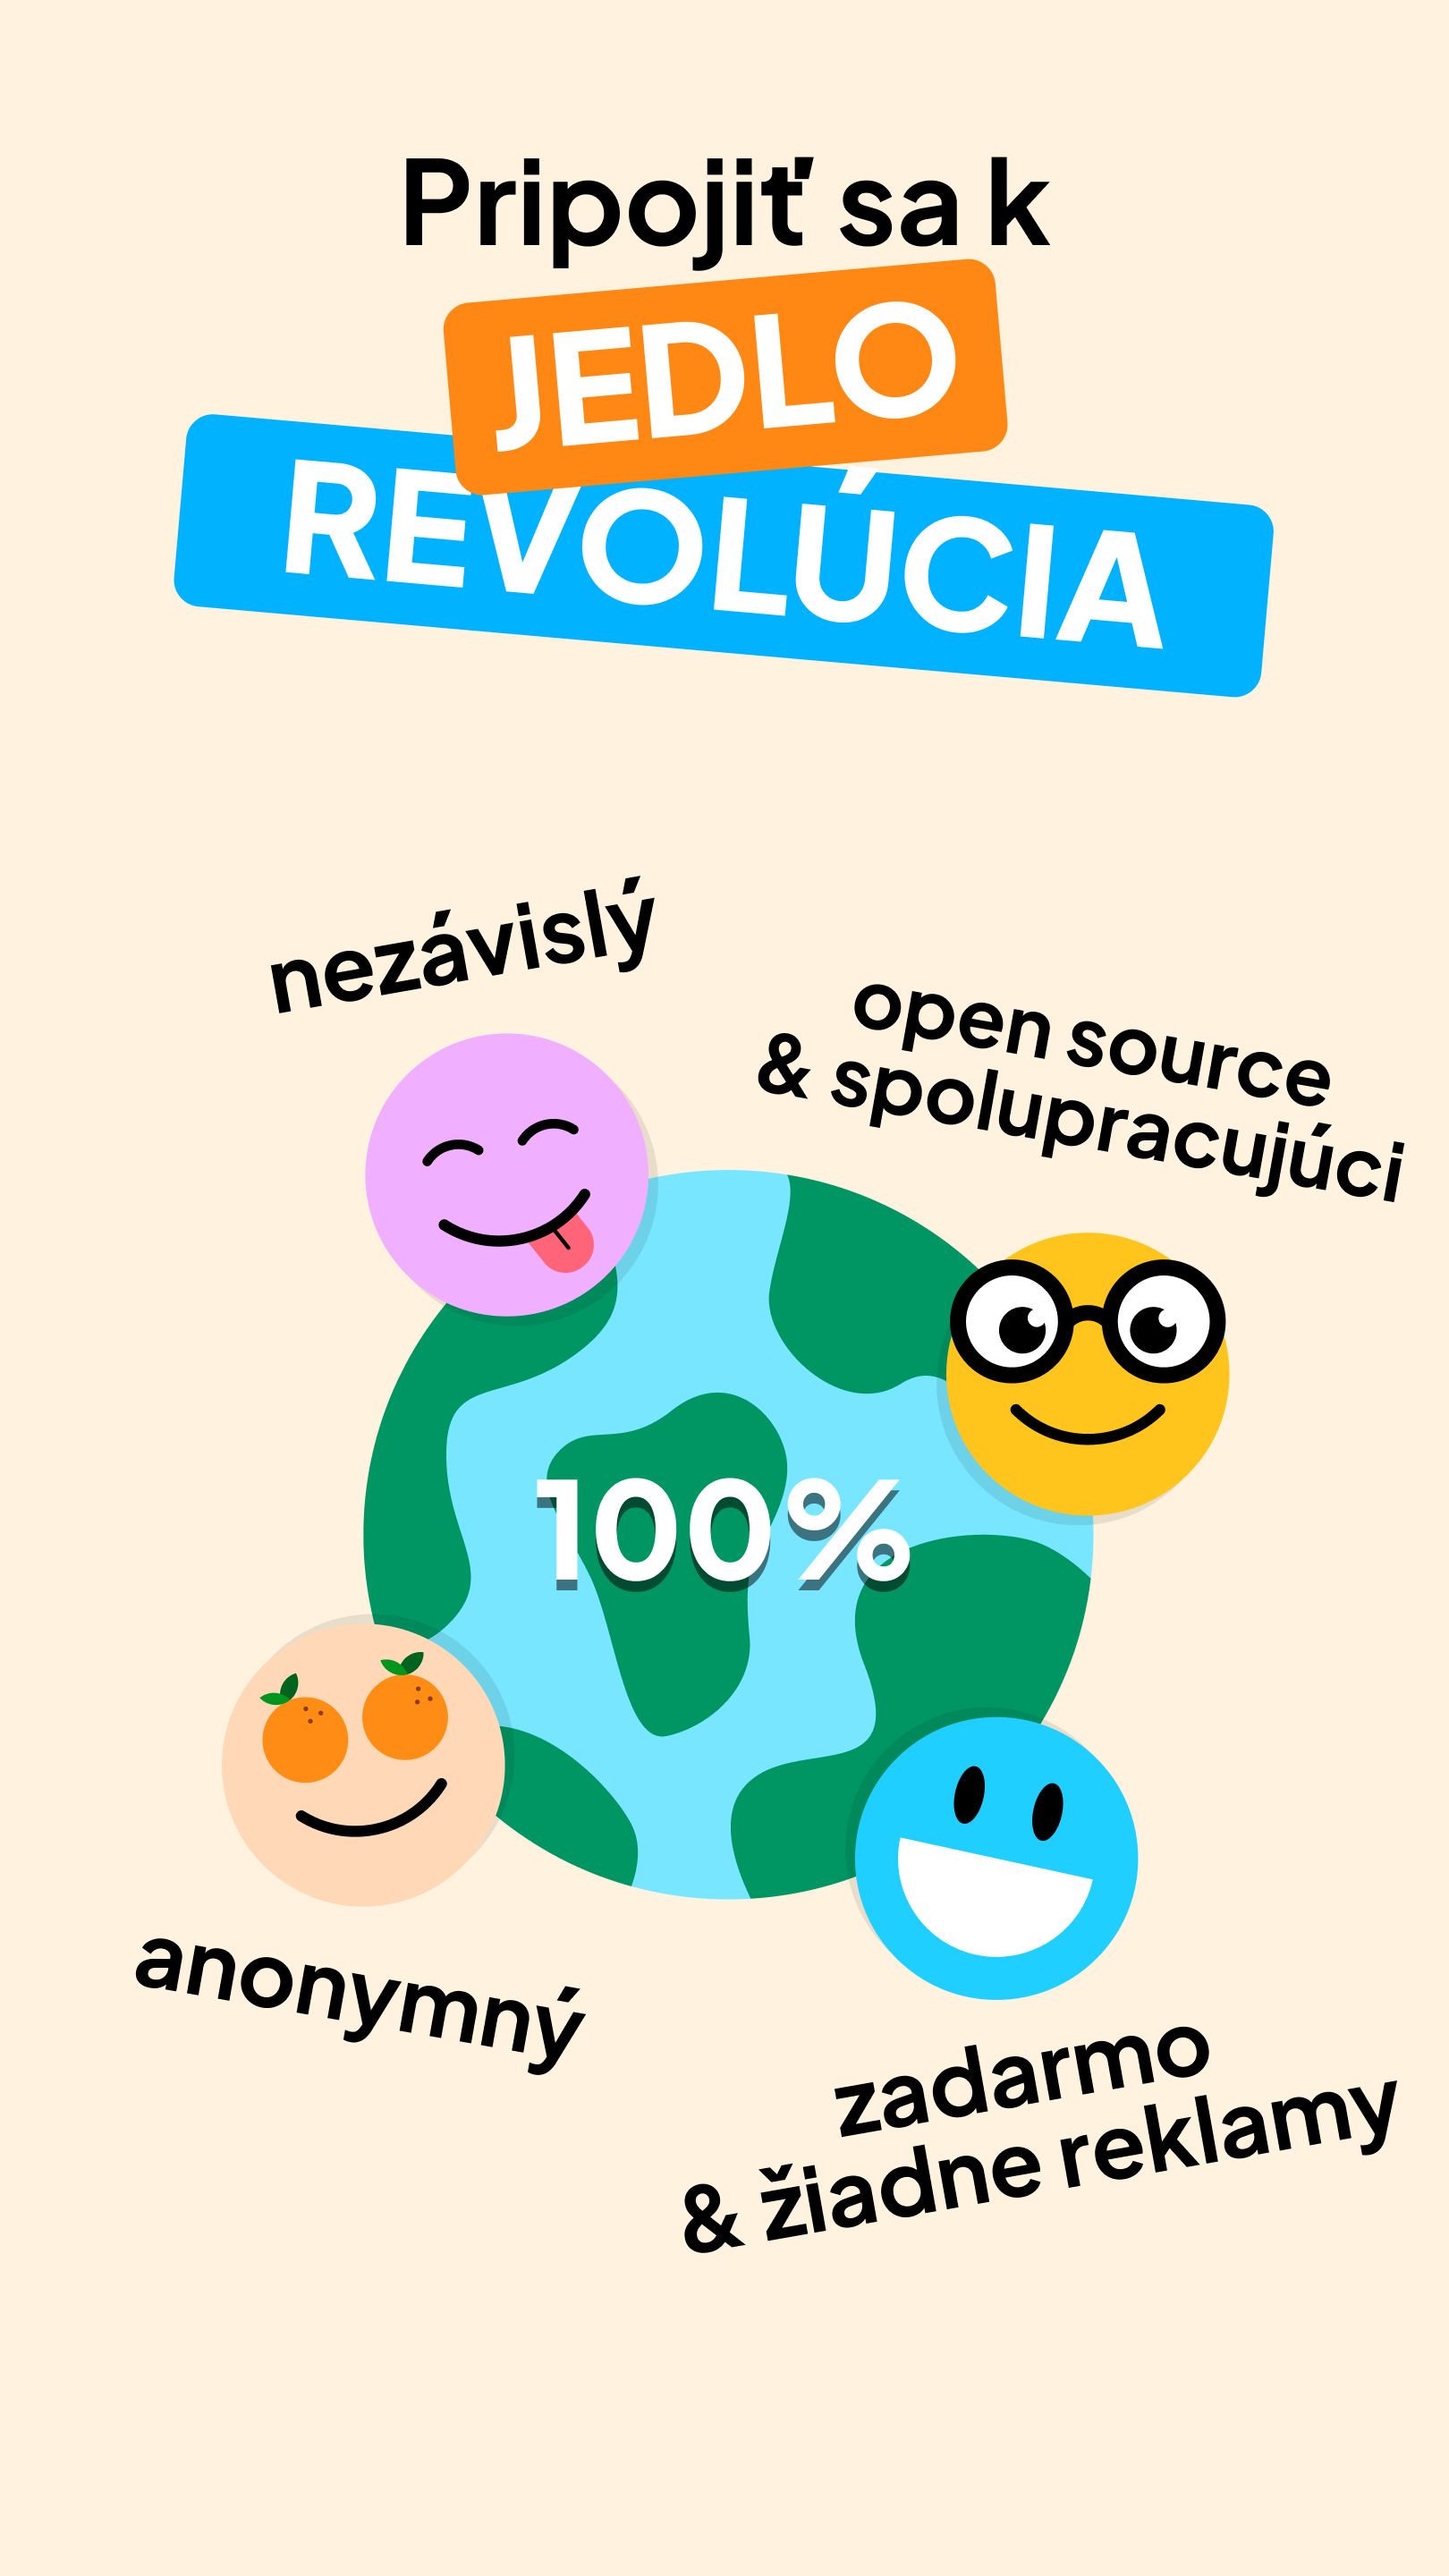 Pripojiť sa k
JEDLO
REVOLÚCIA
nezávislý
open source
& spolupracujúci
100%
anonymný
zadarmo
& žiadne reklamy